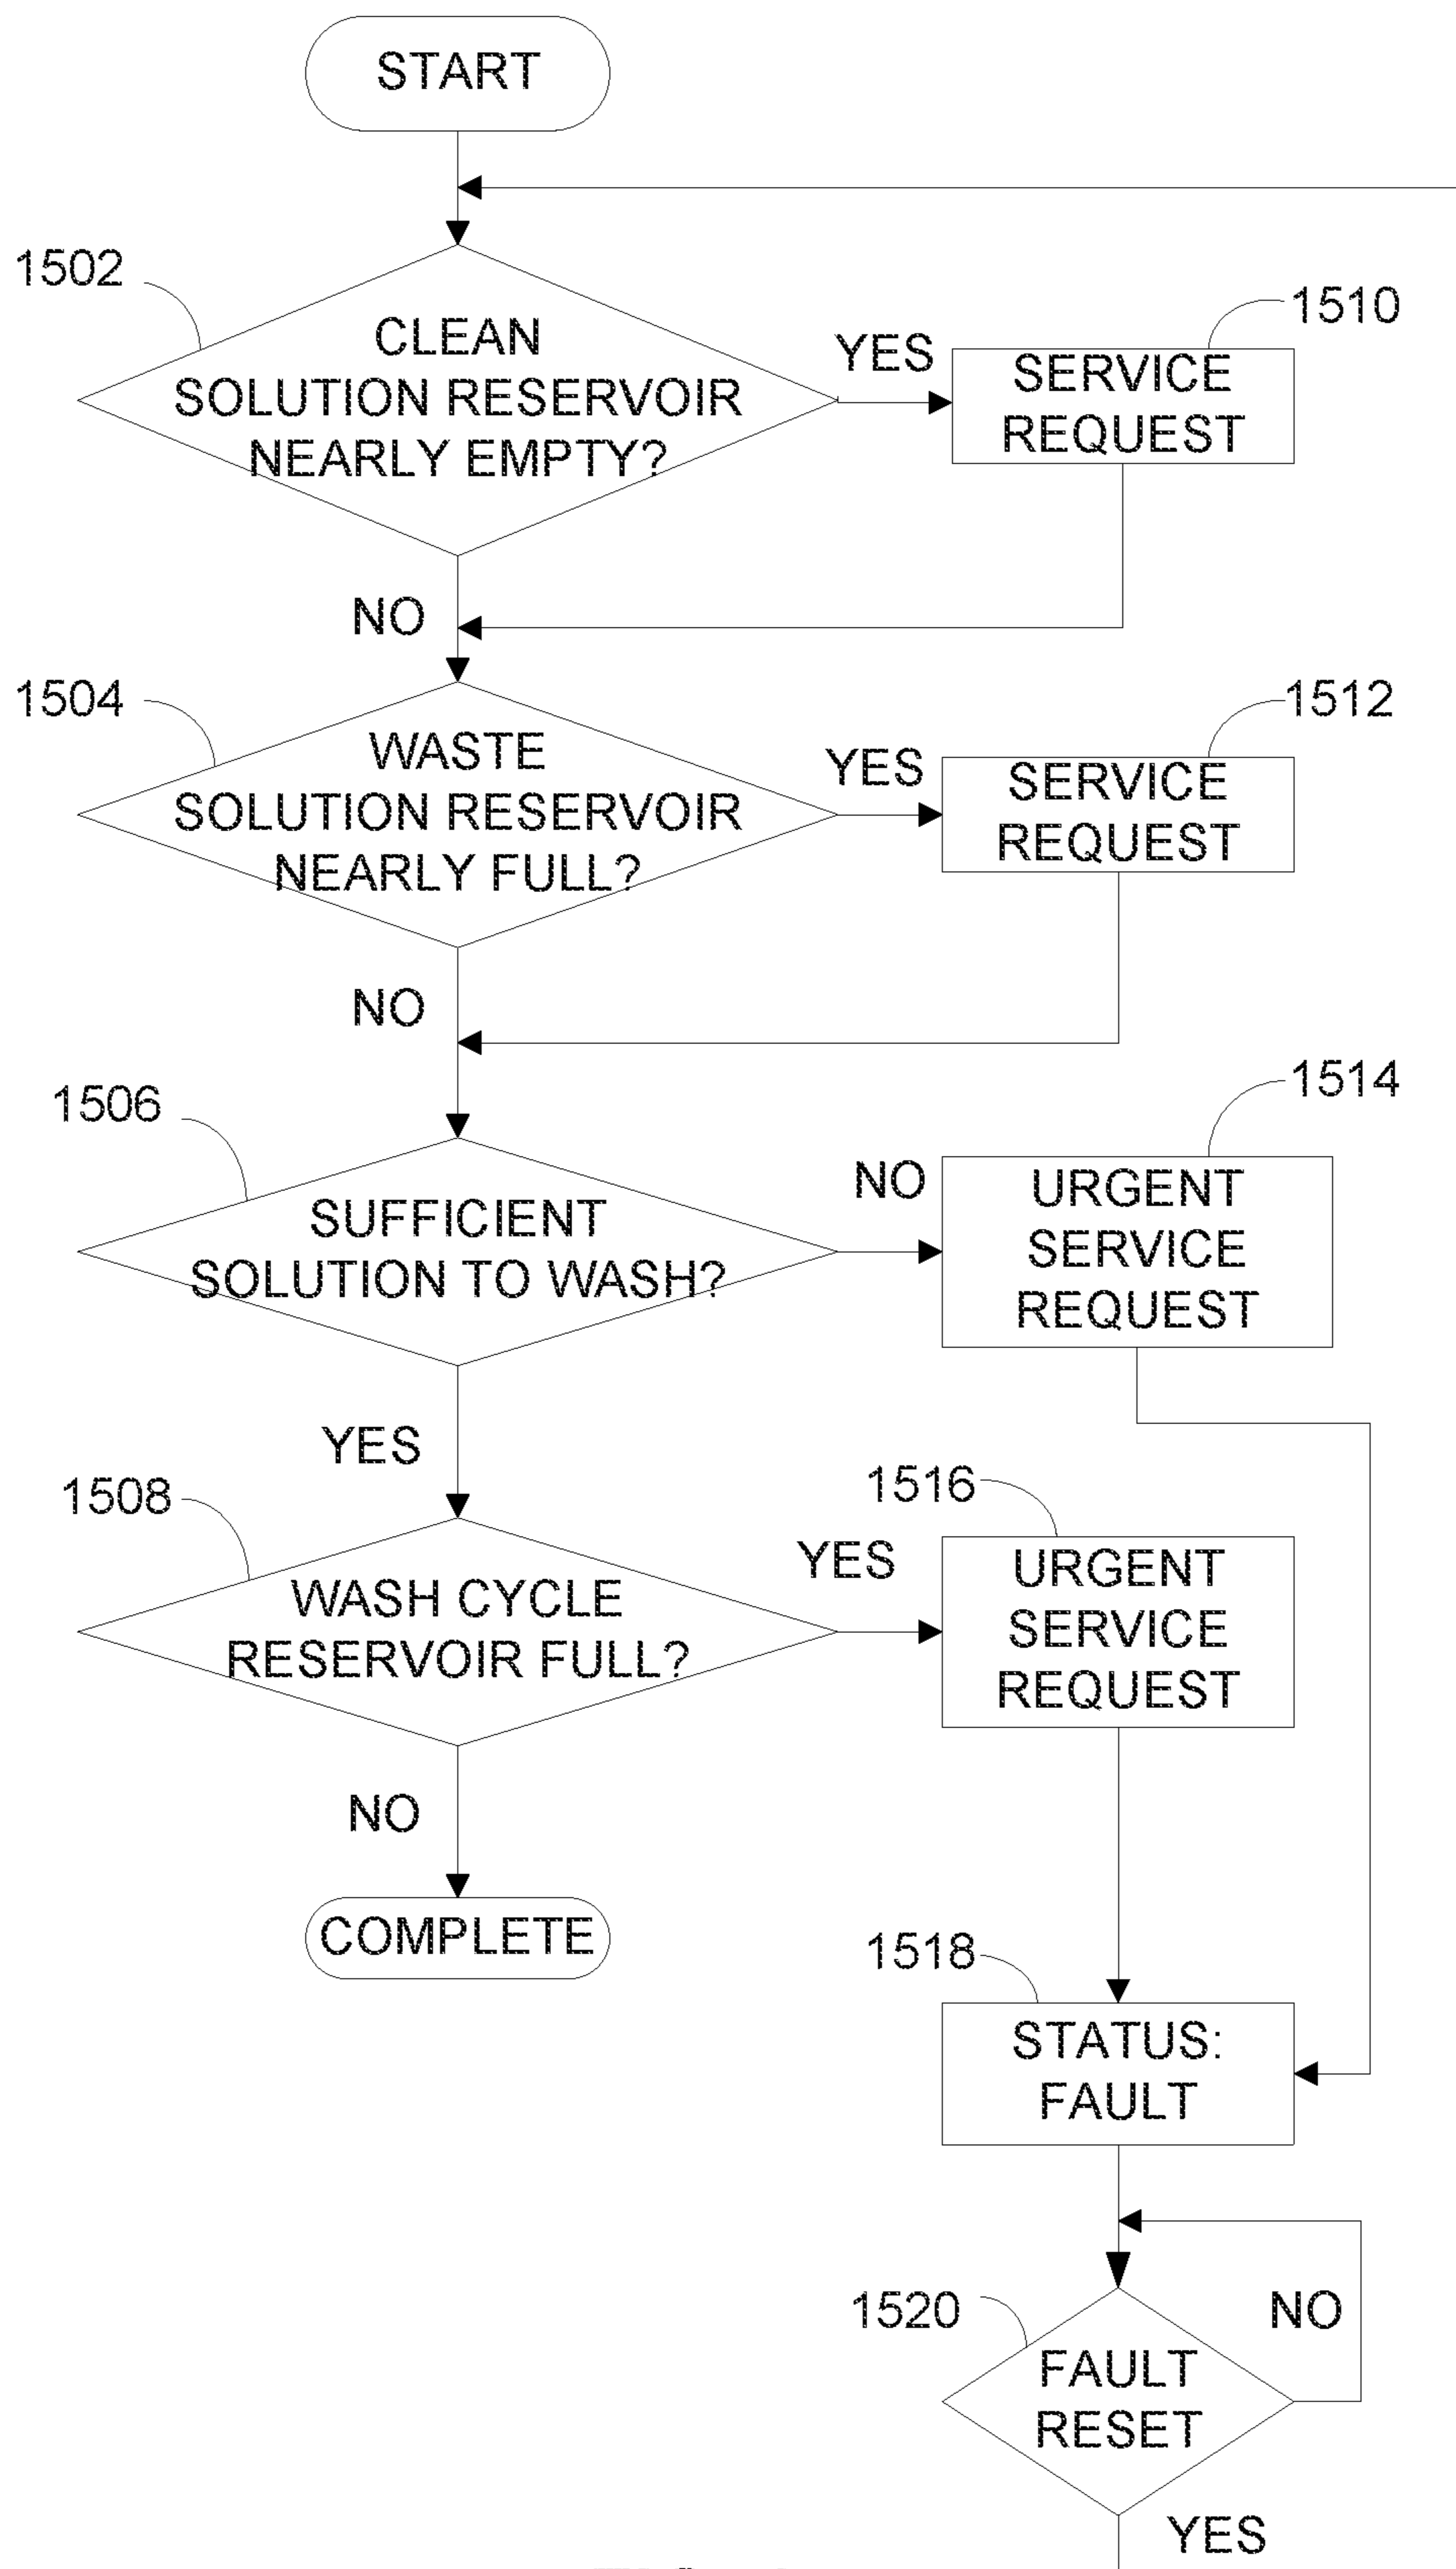 START
1502
CLEAN
SOLUTION RESERVOIR
NEARLY EMPTY?
YES
1510
SERVICE
REQUEST
NO
1504
WASTE
SOLUTION RESERVOIR
NEARLY FULL?
YES
1512
SERVICE
REQUEST
NO
1506
SUFFICIENT
SOLUTION TO WASH?
NO
1514
URGENT
SERVICE
REQUEST
YES
1508
WASH CYCLE
RESERVOIR FULL?
YES
1516
URGENT
SERVICE
REQUEST
NO
COMPLETE
1518
STATUS:
FAULT
1520
FAULT
RESET
NO
YES